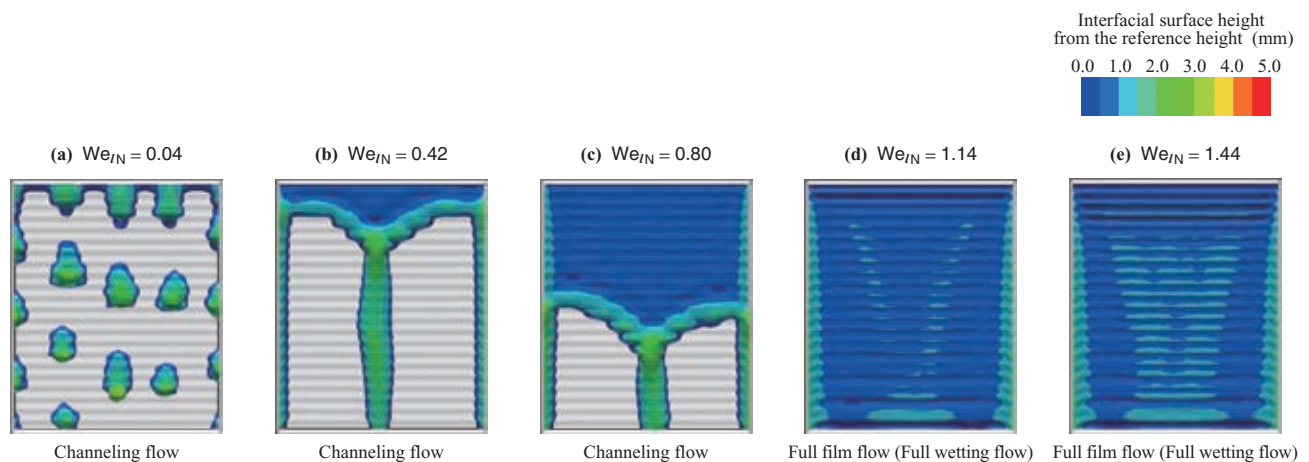 Interfacial surface height
from the reference height (mm)
0.0 1.0 2.0 3.0 4.0 5.0
(a) We_IN = 0.04
(b) We_IN = 0.42
(c) We_IN = 0.80
(d) We_IN = 1.14
(e) We_IN = 1.44
Channeling flow
Channeling flow
Channeling flow
Full film flow (Full wetting flow)
Full film flow (Full wetting flow)